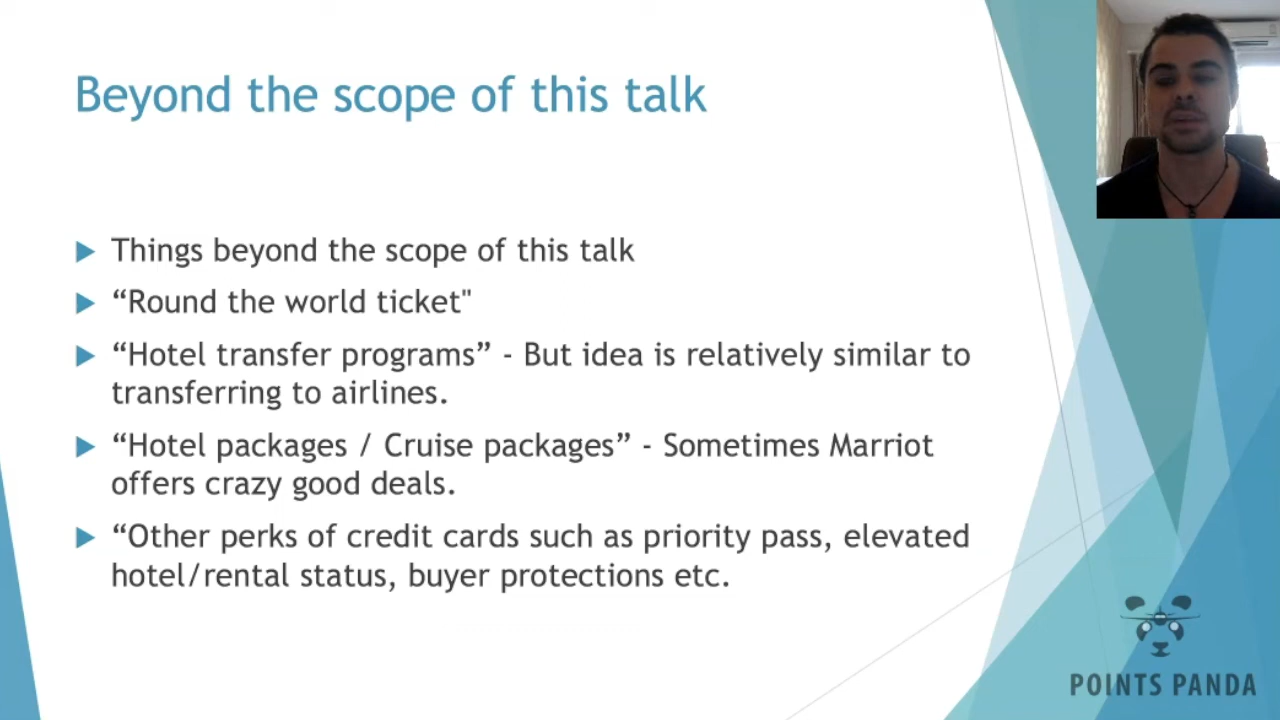 Beyond the scope of this talk
Things beyond the scope of this talk
“Round the world ticket"
“Hotel transfer programs” - But idea is relatively similar to
transferring to airlines.
“Hotel packages / Cruise packages” - Sometimes Marriot
offers crazy good deals.
“Other perks of credit cards such as priority pass, elevated
hotel/rental status, buyer protections etc.
POINTS PANDA